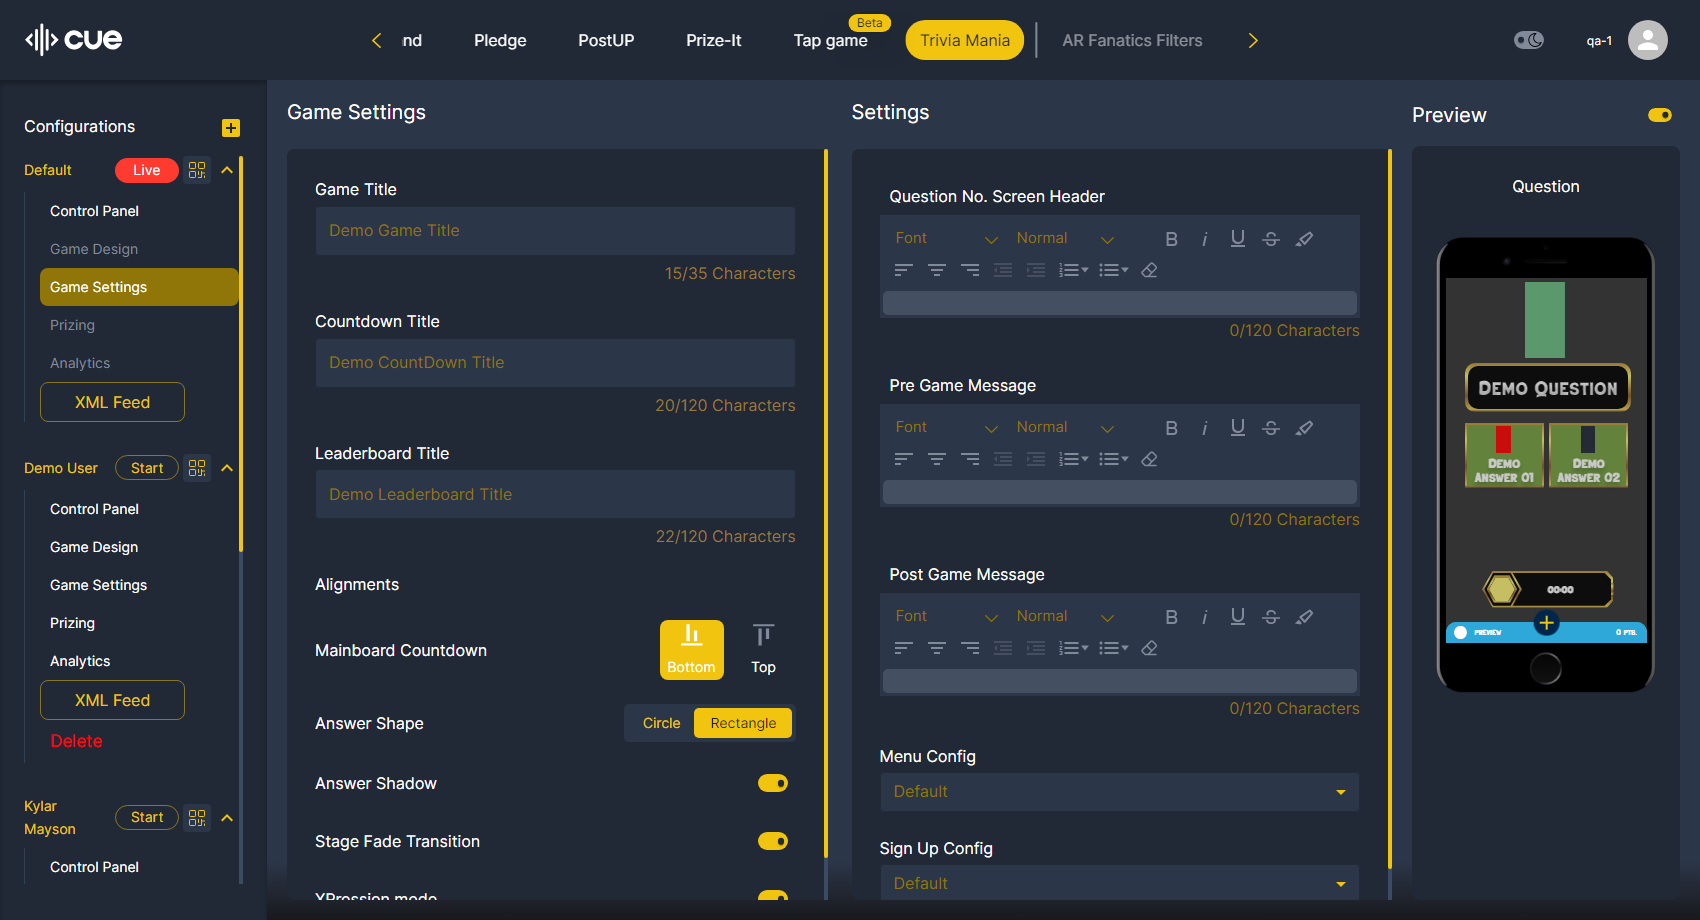 cue
nd
Pledge
PostUP
Prize-It
Tap game
Beta
Trivia Mania
AR Fanatics Filters
qa-1
Configurations
Default
Live
Control Panel
Game Design
Game Settings
Prizing
Analytics
XML Feed
Demo User
Start
Control Panel
Game Design
Game Settings
Prizing
Analytics
XML Feed
Delete
Kylar
Mayson
Start
Control Panel
Game Settings
Game Title
Demo Game Title
15/35 Characters
Countdown Title
Demo CountDown Title
20/120 Characters
Leaderboard Title
Demo Leaderboard Title
22/120 Characters
Alignments
Mainboard Countdown
Bottom
Top
Answer Shape
Circle
Rectangle
Answer Shadow
Stage Fade Transition
XPression mode
Settings
Question No. Screen Header
Font
Normal
B i U S
0/120 Characters
Pre Game Message
Font
Normal
B i U S
0/120 Characters
Post Game Message
Font
Normal
B i U S
0/120 Characters
Menu Config
Default
Sign Up Config
Default
Preview
Question
DEMO QUESTION
DEMO
ANSWER 01
DEMO
ANSWER 02
00:00
PREVIEW
0 PTS.